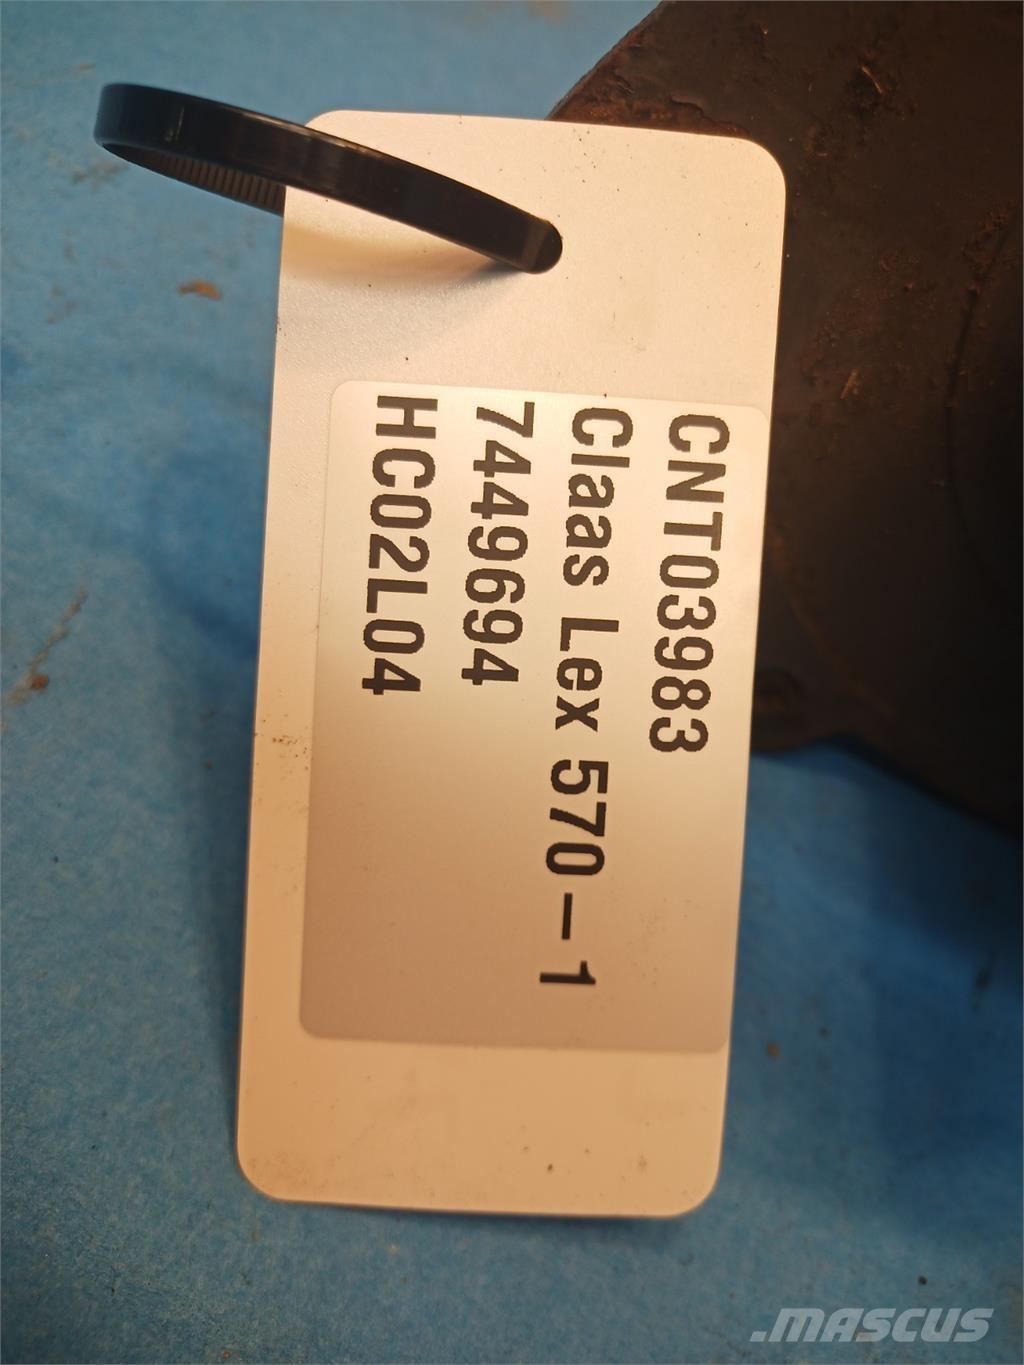 CNT03983
Claas Lex 570-1
7449694
HC02L04
.MASCUS